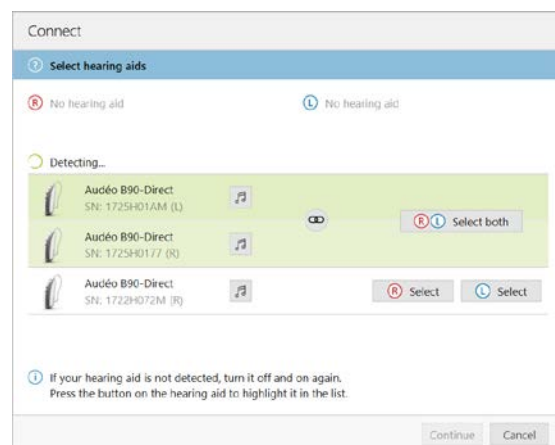 Connect
? Select hearing aids
R No hearing aid
L No hearing aid
Detecting...
Audéo B90-Direct
SN: 1725H01AM (L)
R L Select both
Audéo B90-Direct
SN: 1725H0177 (R)
Audéo B90-Direct
SN: 1722H072M (R)
R Select
L Select
i If your hearing aid is not detected, turn it off and on again.
Press the button on the hearing aid to highlight it in the list.
Continue
Cancel